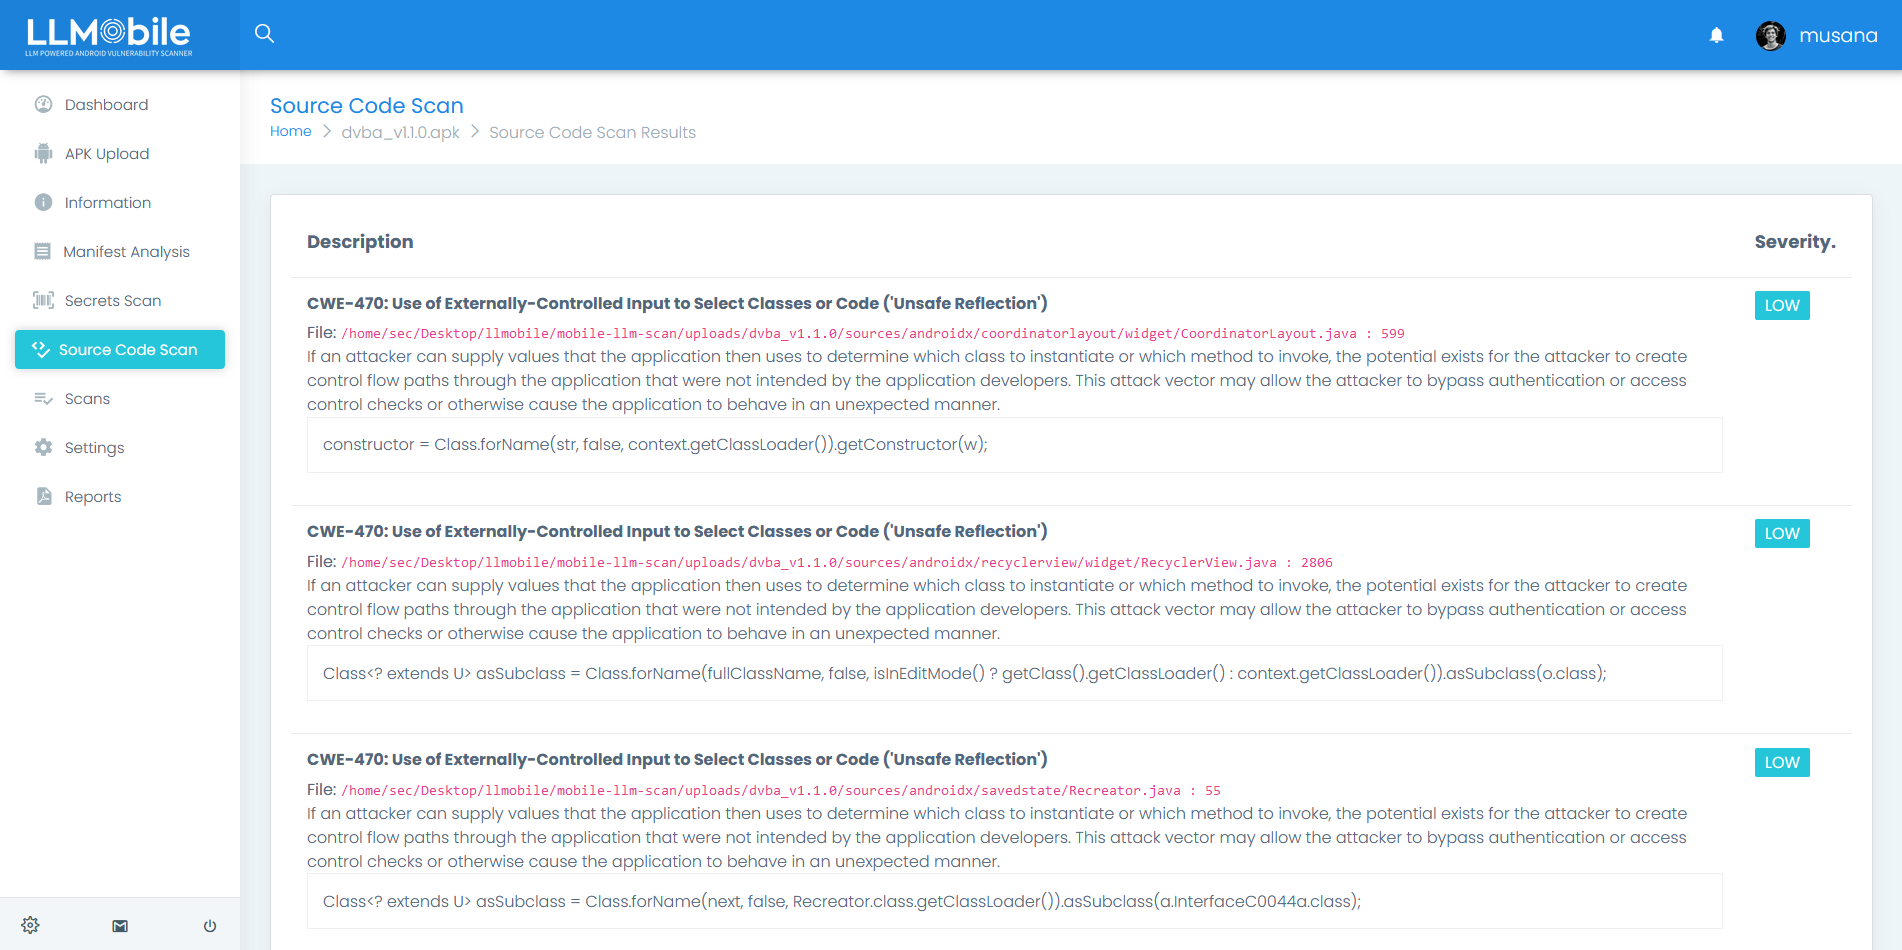 LLMobile
LLM POWERED ANDROID VULNERABILITY SCANNER
musana
Dashboard
APK Upload
Information
Manifest Analysis
Secrets Scan
Source Code Scan
Scans
Settings
Reports
Source Code Scan
Home > dvba_v1.1.0.apk > Source Code Scan Results
Description Severity.
CWE-470: Use of Externally-Controlled Input to Select Classes or Code ('Unsafe Reflection') LOW
File: /home/sec/Desktop/llmobile/mobile-llm-scan/uploads/dvba_v1.1.0/sources/androidx/coordinatorlayout/widget/CoordinatorLayout.java : 599
If an attacker can supply values that the application then uses to determine which class to instantiate or which method to invoke, the potential exists for the attacker to create
control flow paths through the application that were not intended by the application developers. This attack vector may allow the attacker to bypass authentication or access
control checks or otherwise cause the application to behave in an unexpected manner.
constructor = Class.forName(str, false, context.getClassLoader()).getConstructor(w);
CWE-470: Use of Externally-Controlled Input to Select Classes or Code ('Unsafe Reflection') LOW
File: /home/sec/Desktop/llmobile/mobile-llm-scan/uploads/dvba_v1.1.0/sources/androidx/recyclerview/widget/RecyclerView.java : 2806
If an attacker can supply values that the application then uses to determine which class to instantiate or which method to invoke, the potential exists for the attacker to create
control flow paths through the application that were not intended by the application developers. This attack vector may allow the attacker to bypass authentication or access
control checks or otherwise cause the application to behave in an unexpected manner.
Class<? extends U> asSubclass = Class.forName(fullClassName, false, isInEditMode() ? getClass().getClassLoader() : context.getClassLoader()).asSubclass(o.class);
CWE-470: Use of Externally-Controlled Input to Select Classes or Code ('Unsafe Reflection') LOW
File: /home/sec/Desktop/llmobile/mobile-llm-scan/uploads/dvba_v1.1.0/sources/androidx/savedstate/Recreator.java : 55
If an attacker can supply values that the application then uses to determine which class to instantiate or which method to invoke, the potential exists for the attacker to create
control flow paths through the application that were not intended by the application developers. This attack vector may allow the attacker to bypass authentication or access
control checks or otherwise cause the application to behave in an unexpected manner.
Class<? extends U> asSubclass = Class.forName(next, false, Recreator.class.getClassLoader()).asSubclass(a.InterfaceC0044a.class);